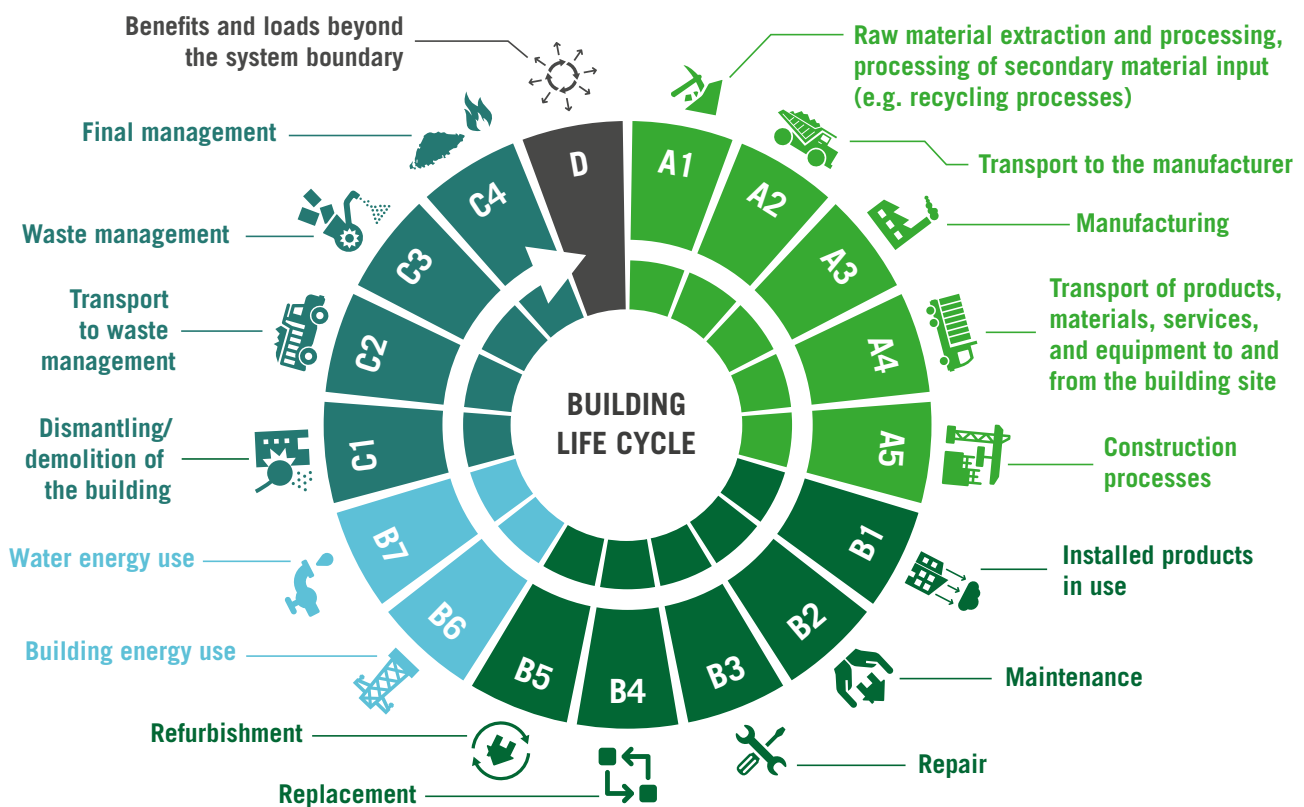 Benefits and loads beyond
the system boundary
Raw material extraction and processing,
processing of secondary material input
(e.g. recycling processes)
Final management
Transport to the manufacturer
Waste management
Manufacturing
Transport
to waste
management
Transport of products,
materials, services,
and equipment to and
from the building site
Dismantling/
demolition of
the building
Construction
processes
Water energy use
Installed products
in use
Building energy use
Maintenance
Refurbishment
Repair
Replacement
D
A1
A2
A3
A4
A5
B1
B2
B3
B4
B5
B6
B7
C1
C2
C3
C4
BUILDING
LIFE CYCLE